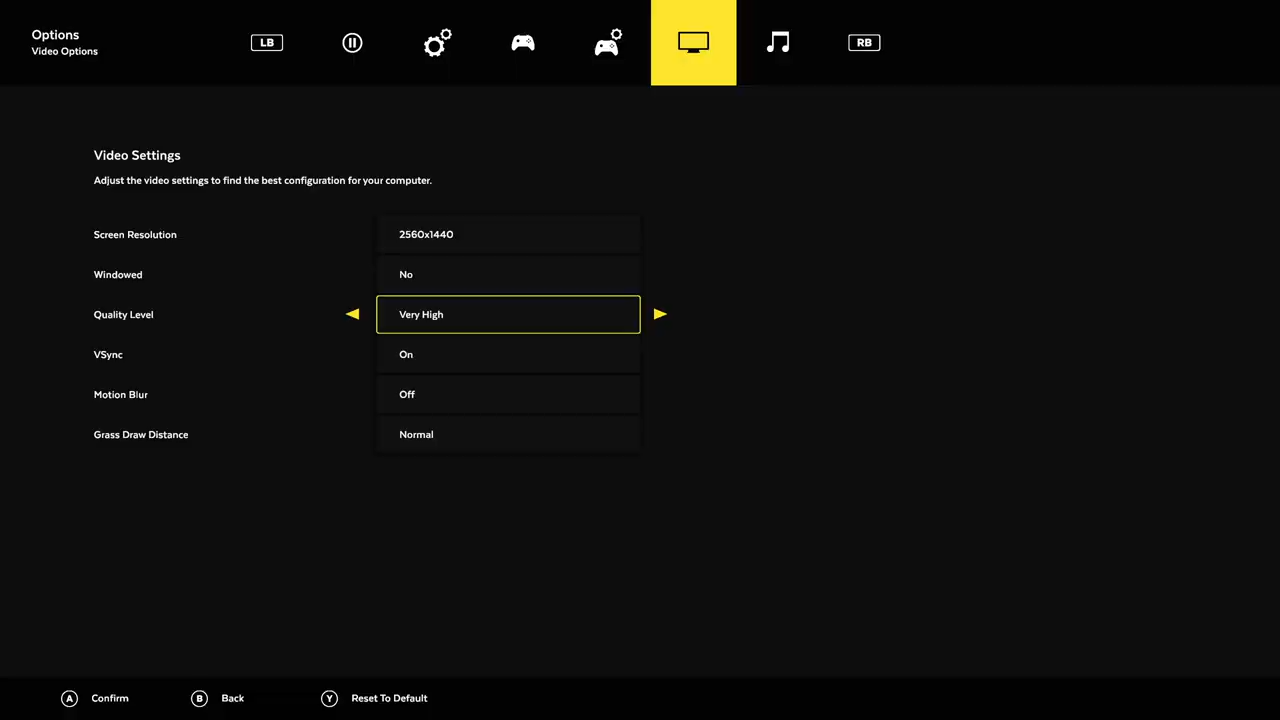 Options
Video Options
LB
RB
Video Settings
Adjust the video settings to find the best configuration for your computer.
Screen Resolution 2560x1440
Windowed No
Quality Level Very High
VSync On
Motion Blur Off
Grass Draw Distance Normal
A Confirm B Back Y Reset To Default